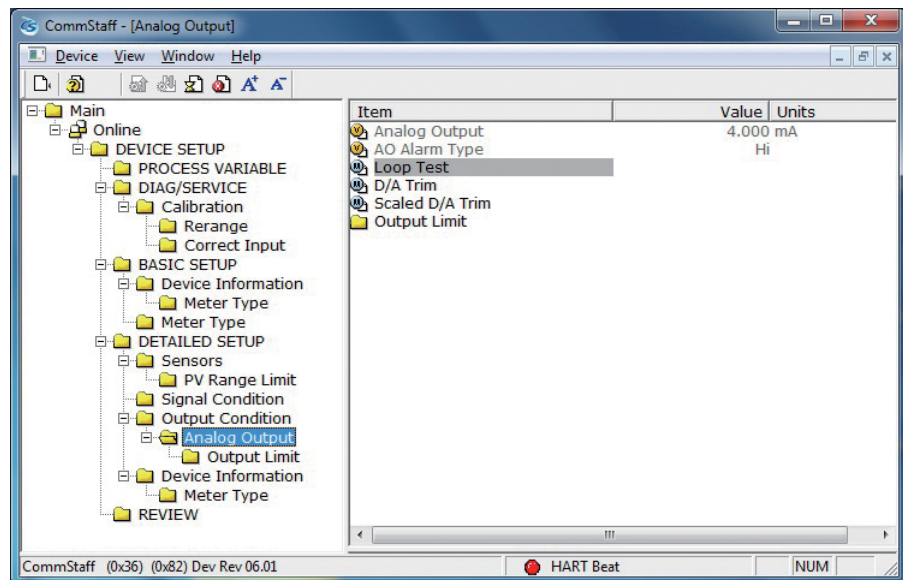 CommStaff - [Analog Output]
Device View Window Help
Main
Online
DEVICE SETUP
PROCESS VARIABLE
DIAG/SERVICE
Calibration
Rerange
Correct Input
BASIC SETUP
Device Information
Meter Type
Meter Type
DETAILED SETUP
Sensors
PV Range Limit
Signal Condition
Output Condition
Analog Output
Output Limit
Device Information
Meter Type
REVIEW
Item Value Units
Analog Output 4.000 mA
AO Alarm Type Hi
Loop Test
D/A Trim
Scaled D/A Trim
Output Limit
CommStaff (0x36) (0x82) Dev Rev 06.01 HART Beat NUM